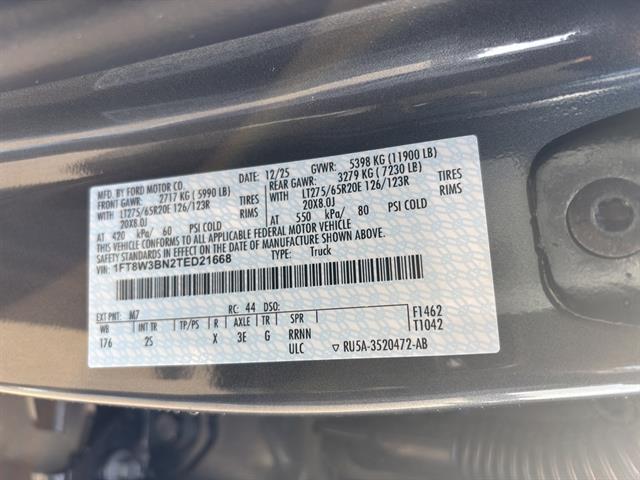 MFD. BY FORD MOTOR CO.
DATE: 12/25 GVWR: 5398 KG (11900 LB)
FRONT GAWR: 2717 KG (5990 LB)
REAR GAWR: 3279 KG (7230 LB)
WITH LT275/65R20E 126/123R TIRES
20X8.0J RIMS
AT 420 kPa/ 60 PSI COLD
WITH LT275/65R20E 126/123R TIRES
20X8.0J RIMS
AT 550 kPa/ 80 PSI COLD
THIS VEHICLE CONFORMS TO ALL APPLICABLE FEDERAL MOTOR VEHICLE
SAFETY STANDARDS IN EFFECT ON THE DATE OF MANUFACTURE SHOWN ABOVE.
VIN: 1FT8W3BN2TED21668
TYPE: Truck
EXT PNT: M7 RC: 44 DSO: F1462
WB INT TR TP/PS R AXLE TR SPR T1042
176 2S X 3E G RRNN
ULC ▽ RU5A-3520472-AB